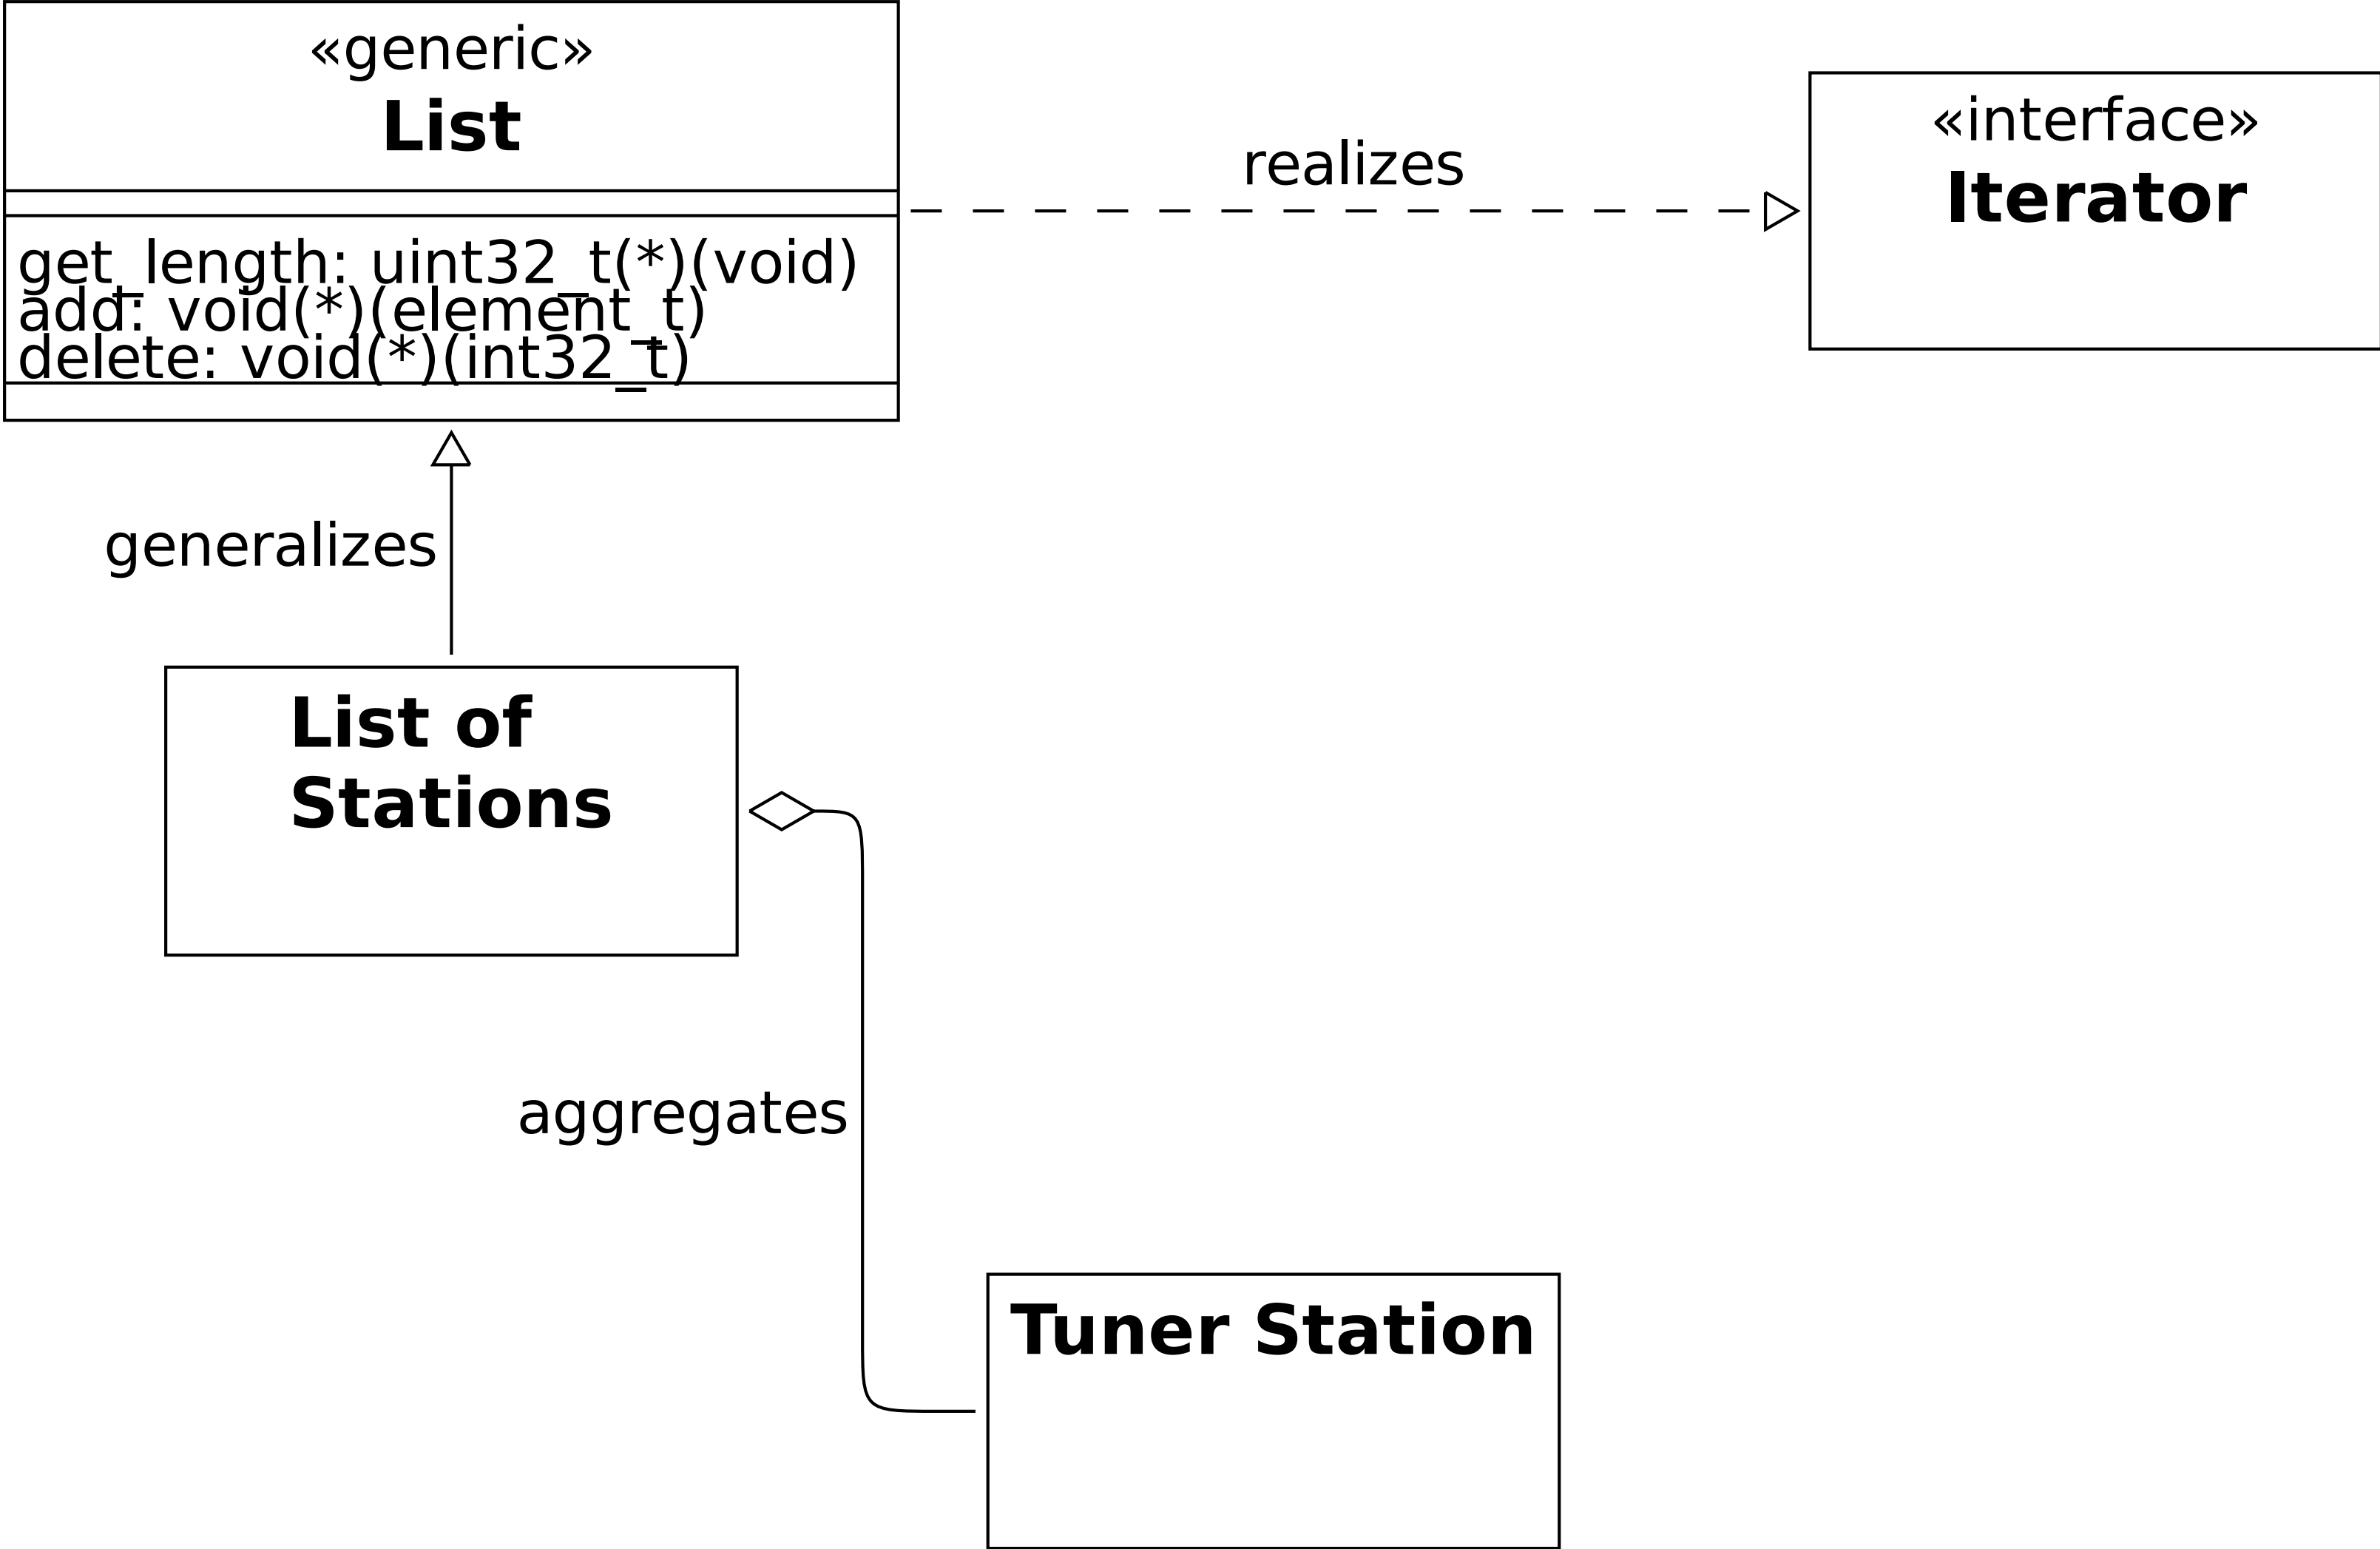 «generic»
List
get_length: uint32_t(*)(void)
add: void(*)(element_t)
delete: void(*)(int32_t)
realizes
«interface»
Iterator
generalizes
List of
Stations
aggregates
Tuner Station